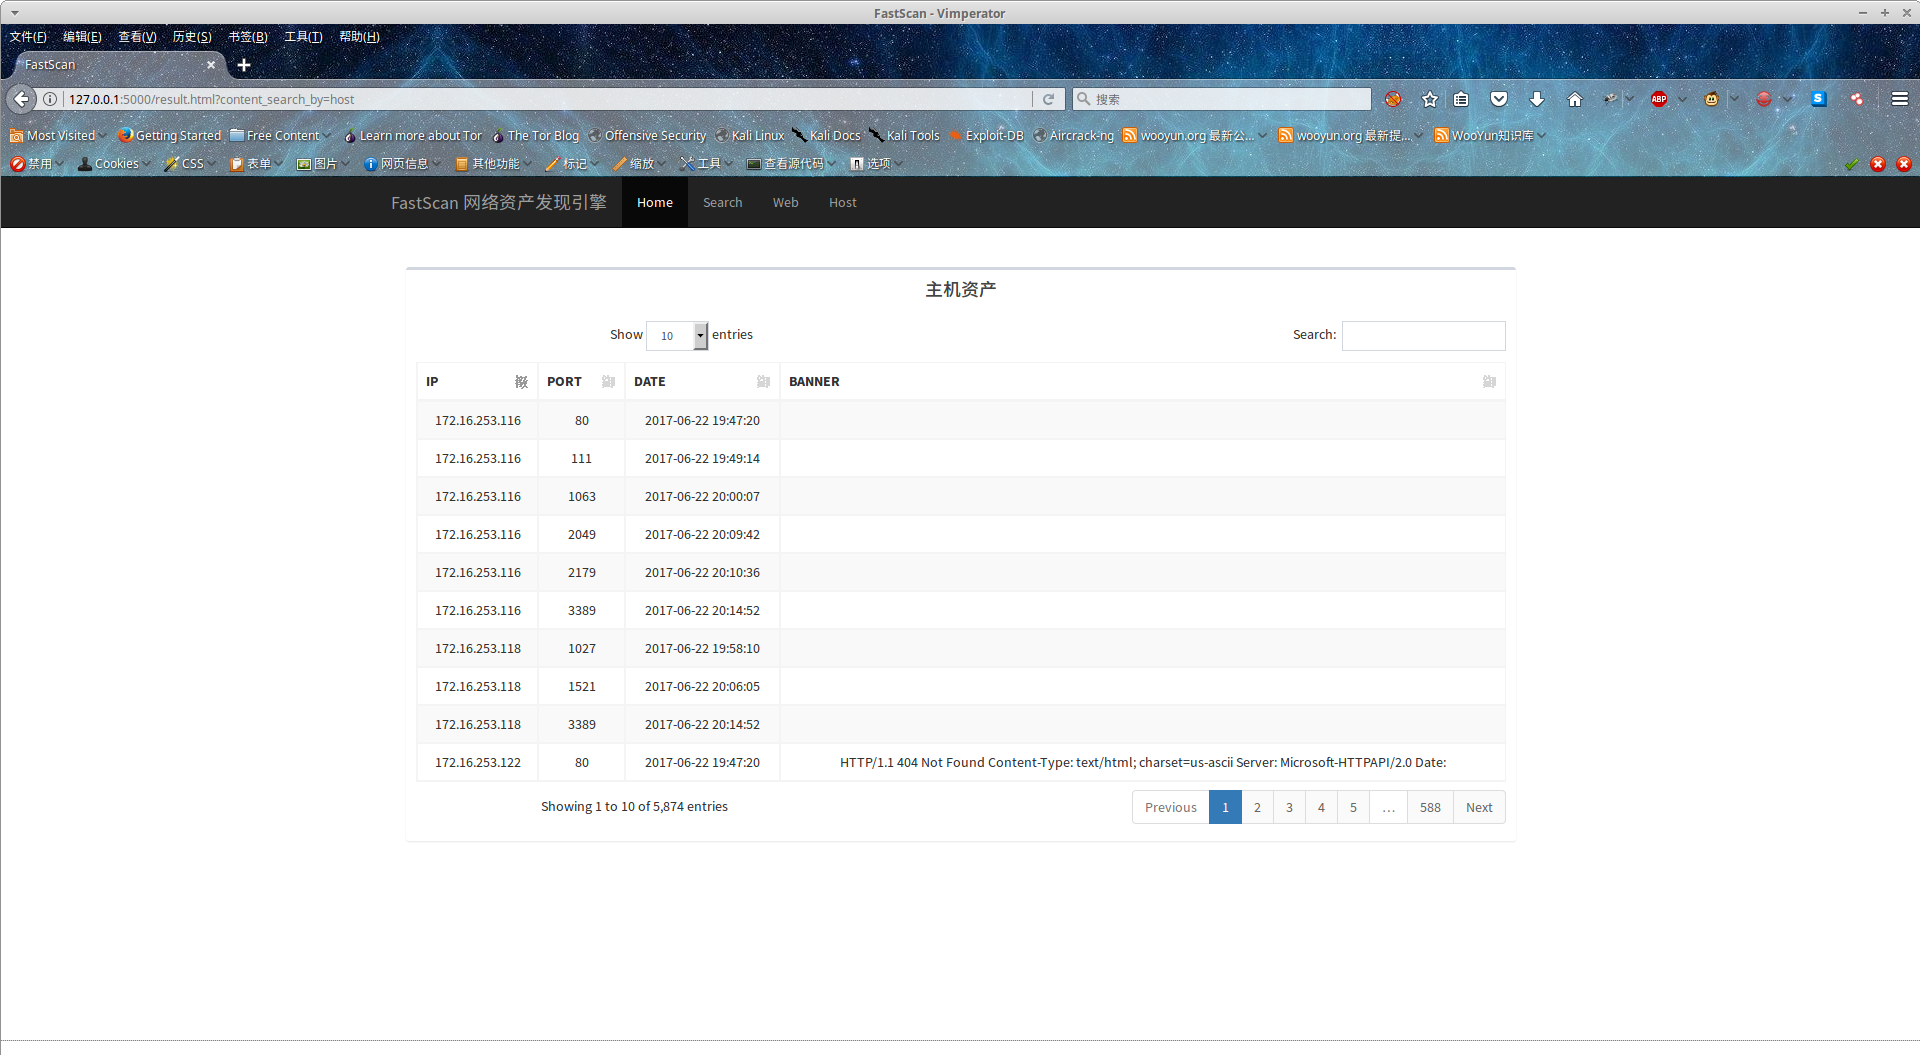 FastScan - Vimperator
文件(F) 编辑(E) 查看(V) 历史(S) 书签(B) 工具(T) 帮助(H)
FastScan
127.0.0.1:5000/result.html?content_search_by=host 搜索 ABP S
Most Visited Getting Started Free Content Learn more about Tor The Tor Blog Offensive Security Kali Linux Kali Docs Kali Tools Exploit-DB Aircrack-ng wooyun.org 最新公... wooyun.org 最新提... WooYun知识库
禁用 Cookies CSS 表单 图片 网页信息 其他功能 标记 缩放 工具 查看源代码 选项
FastScan 网络资产发现引擎 Home Search Web Host
主机资产
Show 10 entries Search:
IP PORT DATE BANNER
172.16.253.116 80 2017-06-22 19:47:20
172.16.253.116 111 2017-06-22 19:49:14
172.16.253.116 1063 2017-06-22 20:00:07
172.16.253.116 2049 2017-06-22 20:09:42
172.16.253.116 2179 2017-06-22 20:10:36
172.16.253.116 3389 2017-06-22 20:14:52
172.16.253.118 1027 2017-06-22 19:58:10
172.16.253.118 1521 2017-06-22 20:06:05
172.16.253.118 3389 2017-06-22 20:14:52
172.16.253.122 80 2017-06-22 19:47:20 HTTP/1.1 404 Not Found Content-Type: text/html; charset=us-ascii Server: Microsoft-HTTPAPI/2.0 Date:
Showing 1 to 10 of 5,874 entries Previous 1 2 3 4 5 … 588 Next